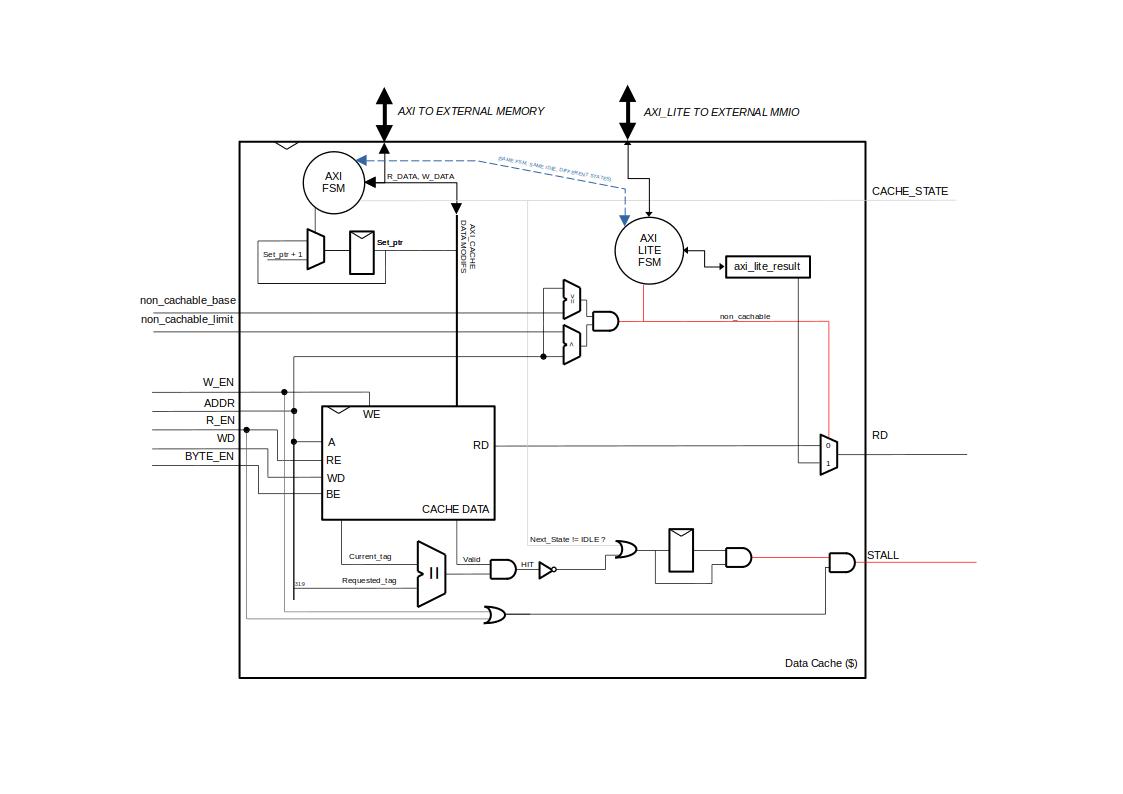 AXI TO EXTERNAL MEMORY
AXI_LITE TO EXTERNAL MMIO
AXI
FSM
R_DATA, W_DATA
SAME FSM, SAME IDLE, DIFFERENT STATES!
CACHE_STATE
AXI_CACHE
DATA MODIFS
Set_ptr
Set_ptr + 1
AXI
LITE
FSM
axi_lite_result
non_cachable_base
non_cachable_limit
>=
<
non_cachable
W_EN
ADDR
R_EN
WD
BYTE_EN
WE
A
RE
WD
BE
RD
CACHE DATA
0
1
RD
Current_tag
Requested_tag
31:9
=
Valid
HIT
Next_State != IDLE ?
STALL
Data Cache ($)